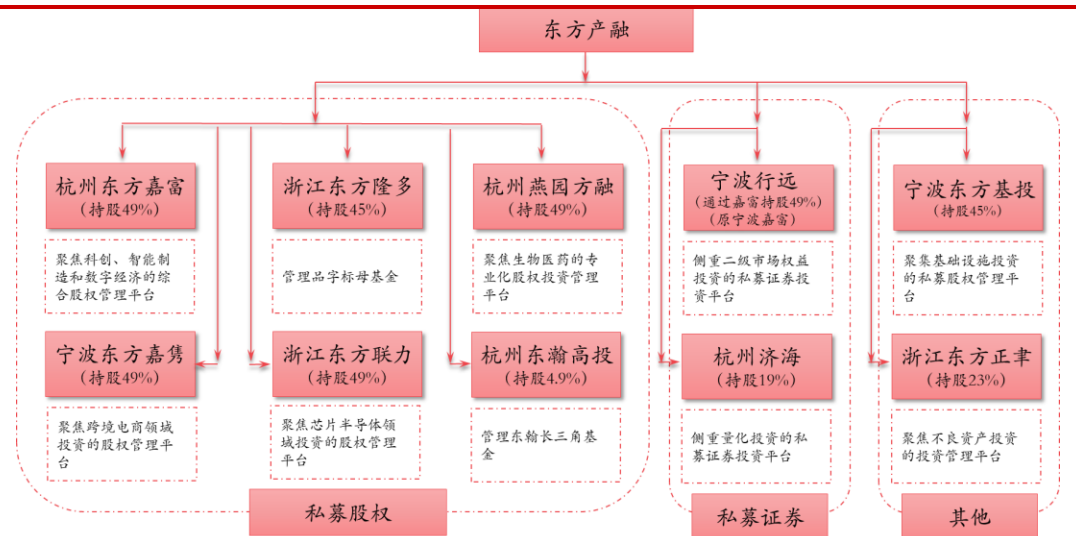 东方产融
杭州东方嘉富
（持股49%）
聚焦科创、智能制
造和数字经济的综
合股权管理平台
浙江东方隆多
（持股45%）
管理品字标母基金
杭州燕园方融
（持股49%）
聚焦生物医药的专
业化股权投资管理
平台
宁波行远
（通过嘉富持股49%）
（原宁波嘉富）
侧重二级市场权益
投资的私募证券投
资平台
宁波东方基投
（持股45%）
聚集基础设施投资
的私募股权管理平
台
宁波东方嘉隽
（持股49%）
聚焦跨境电商领域
投资的股权管理平
台
浙江东方联力
（持股49%）
聚焦芯片半导体领
域投资的股权管理
平台
杭州东瀚高投
（持股4.9%）
管理东翰长三角基
金
杭州济海
（持股19%）
侧重量化投资的私
募证券投资平台
浙江东方正聿
（持股23%）
聚焦不良资产投资
的投资管理平台
私募股权
私募证券
其他